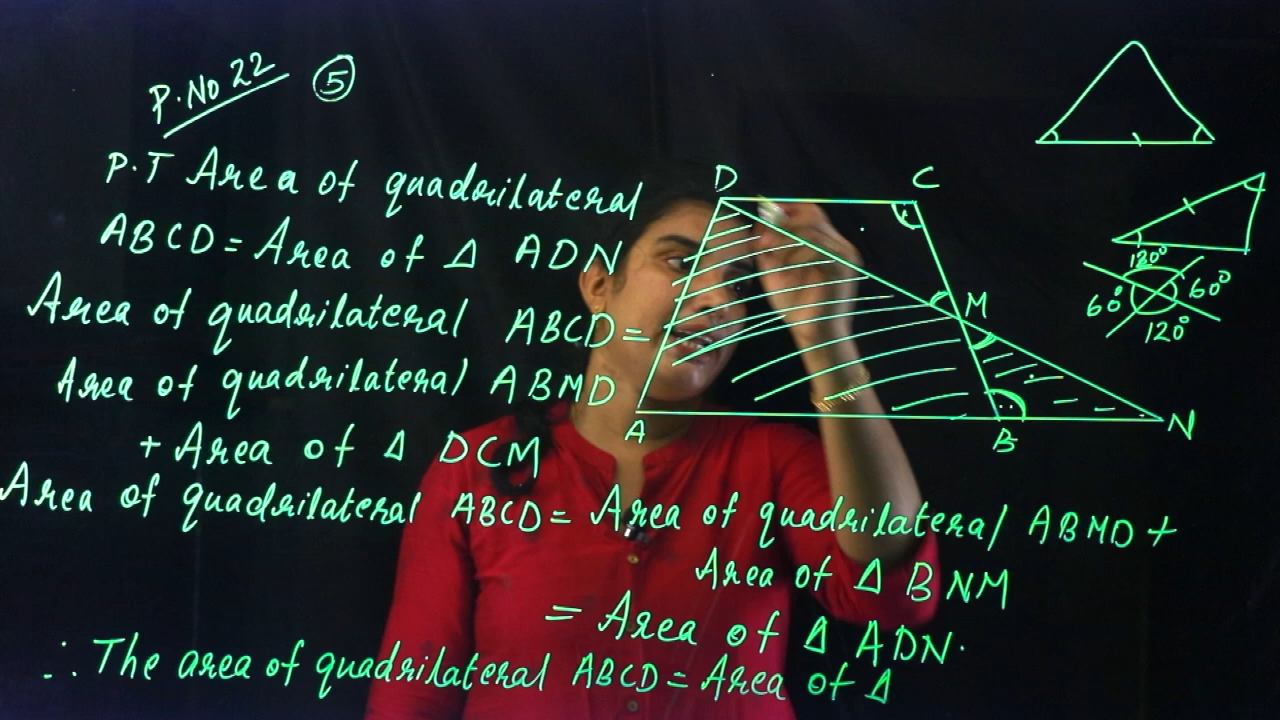 P.No 22 5
P.T Area of quadrilateral
ABCD = Area of Δ ADN
Area of quadrilateral ABCD =
Area of quadrilateral ABMD
+ Area of Δ DCM
Area of quadrilateral ABCD = Area of quadrilateral ABMD +
Area of Δ BNM
= Area of Δ ADN.
∴ The area of quadrilateral ABCD = Area of Δ
D C
M
A B N
120°
60° 60°
120°